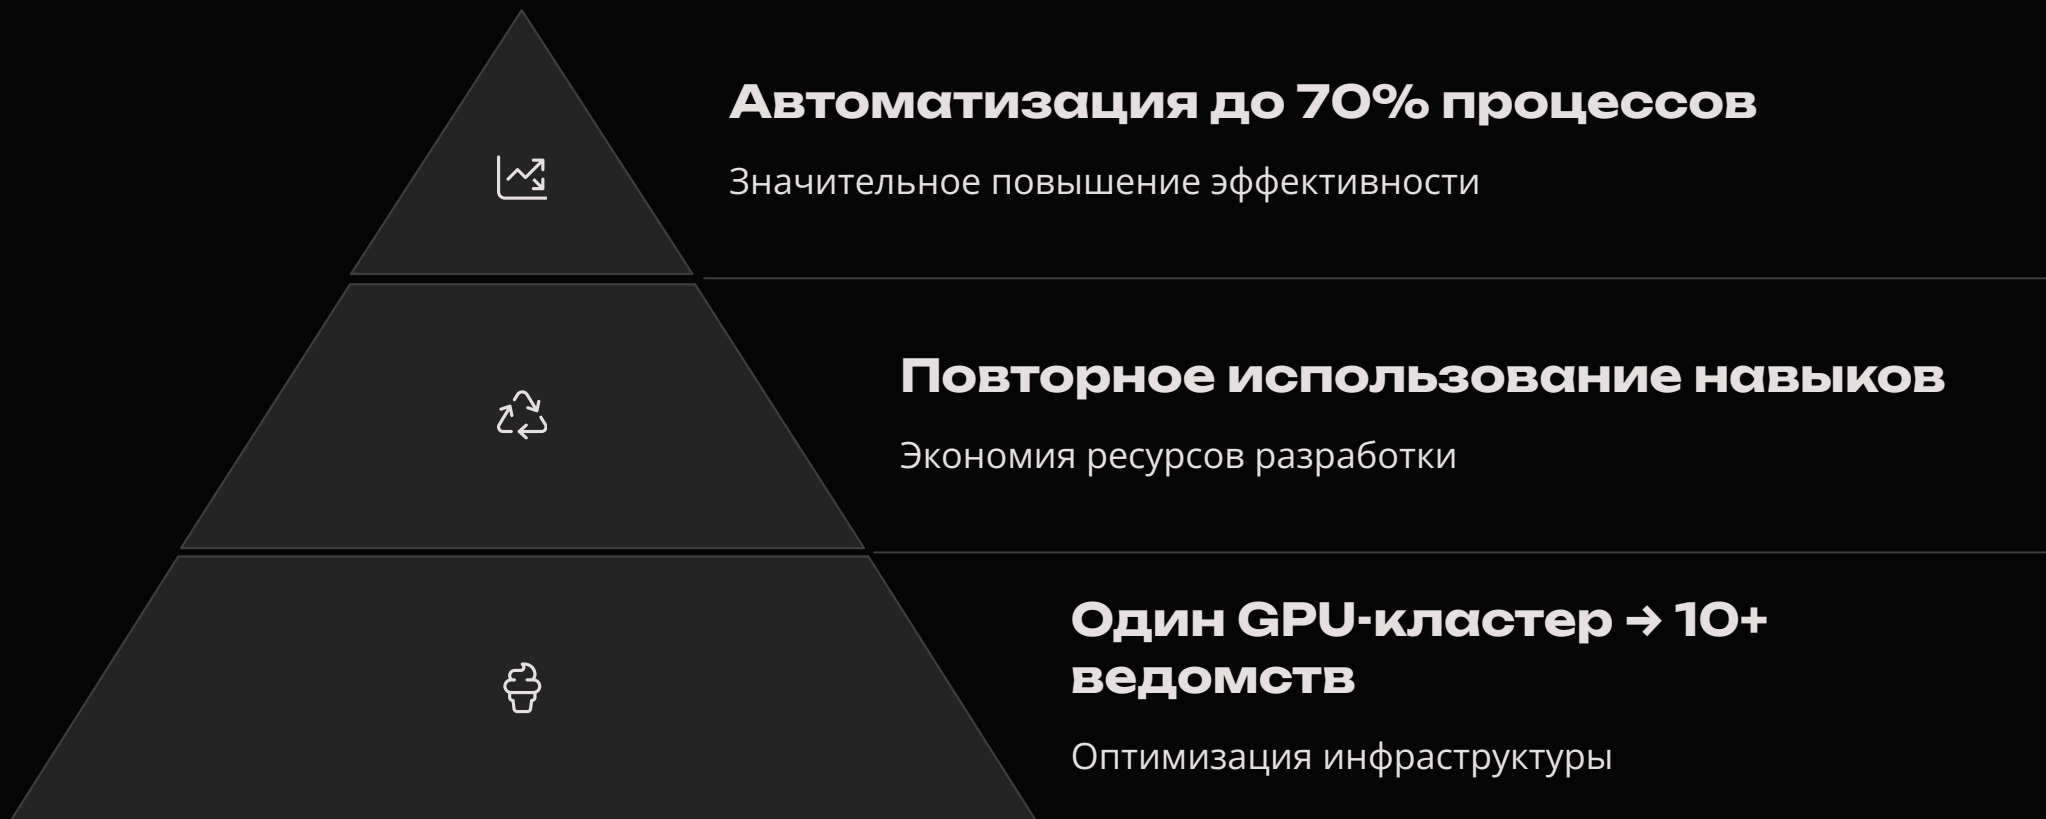 Автоматизация до 70% процессов
Значительное повышение эффективности
Повторное использование навыков
Экономия ресурсов разработки
Один GPU-кластер → 10+
ведомств
Оптимизация инфраструктуры